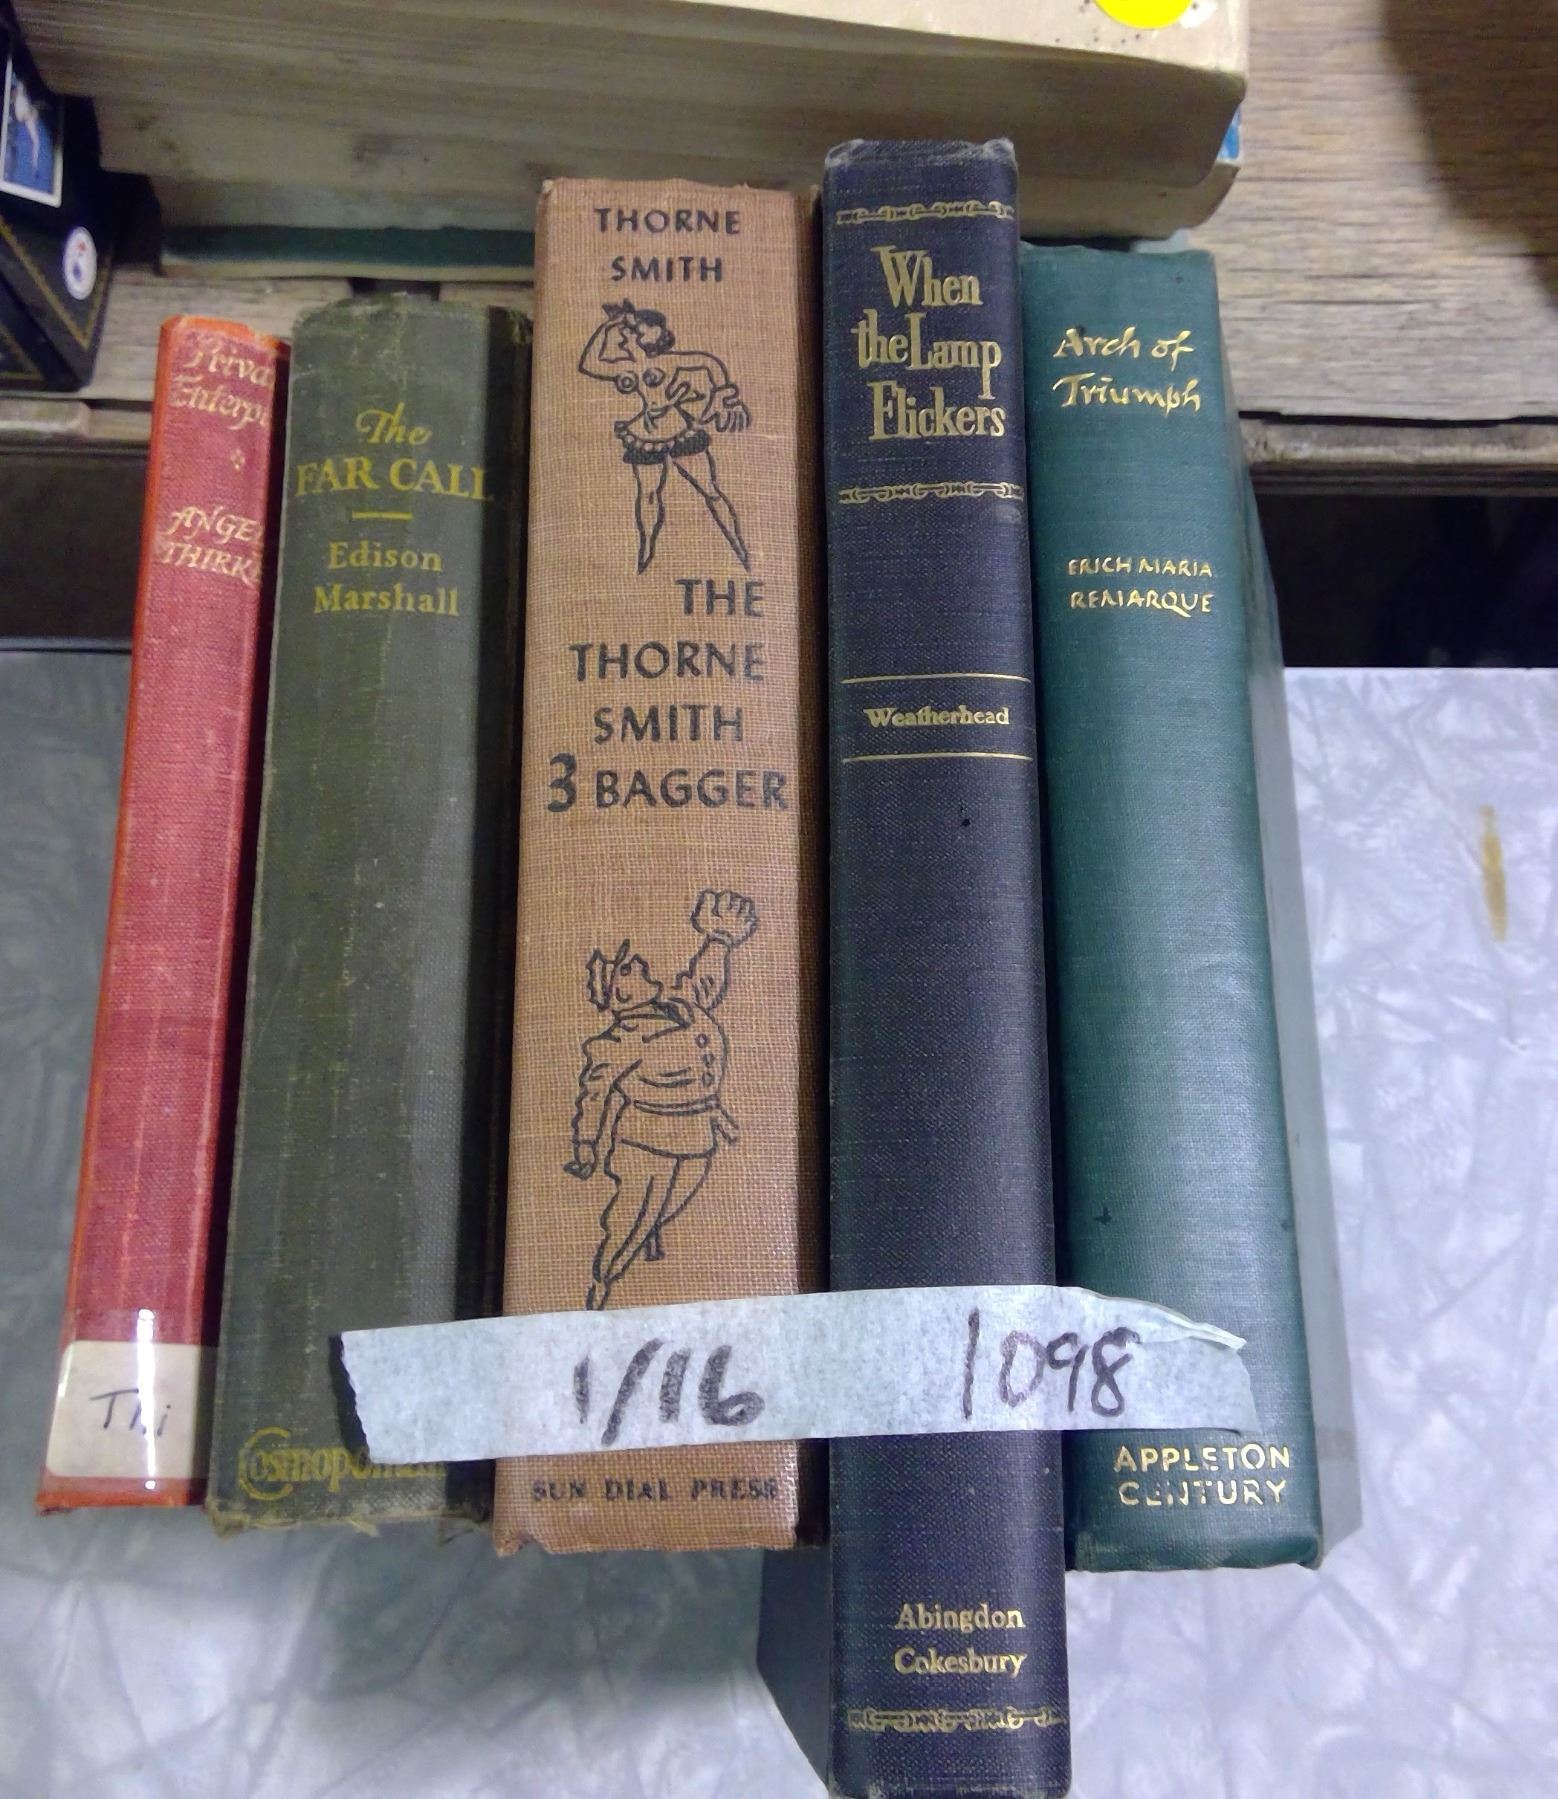 THORNE
SMITH
THE
THORNE
SMITH
3 BAGGER
SUN DIAL PRESS
The
FAR CALL
Edison
Marshall
When
the Lamp
Flickers
Weatherhead
Abingdon
Cokesbury
Arch of
Triumph
ERICH MARIA
REMARQUE
APPLETON
CENTURY
1/16 1098